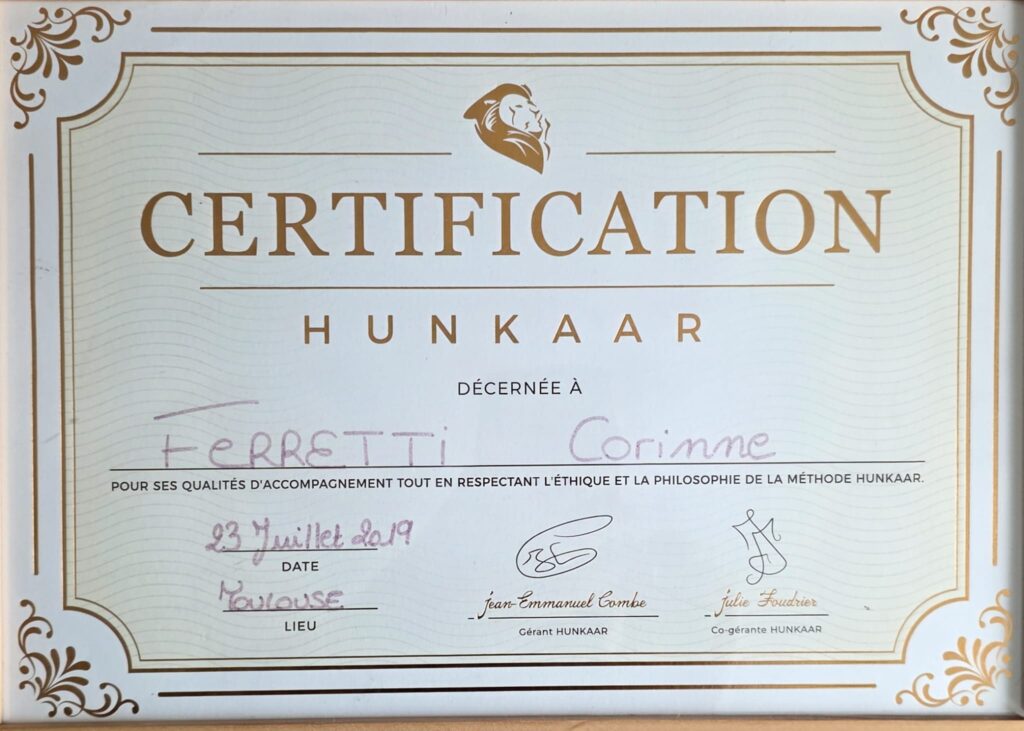 CERTIFICATION
HUNKAAR
DÉCERNÉE À
FeRRETTi Corinne
POUR SES QUALITÉS D'ACCOMPAGNEMENT TOUT EN RESPECTANT L'ÉTHIQUE ET LA PHILOSOPHIE DE LA MÉTHODE HUNKAAR.
23 Juillet 2019
DATE
TOULOUSE
LIEU
Jean-Emmanuel Combe
Gérant HUNKAAR
Julie Foudrier
Co-gérante HUNKAAR